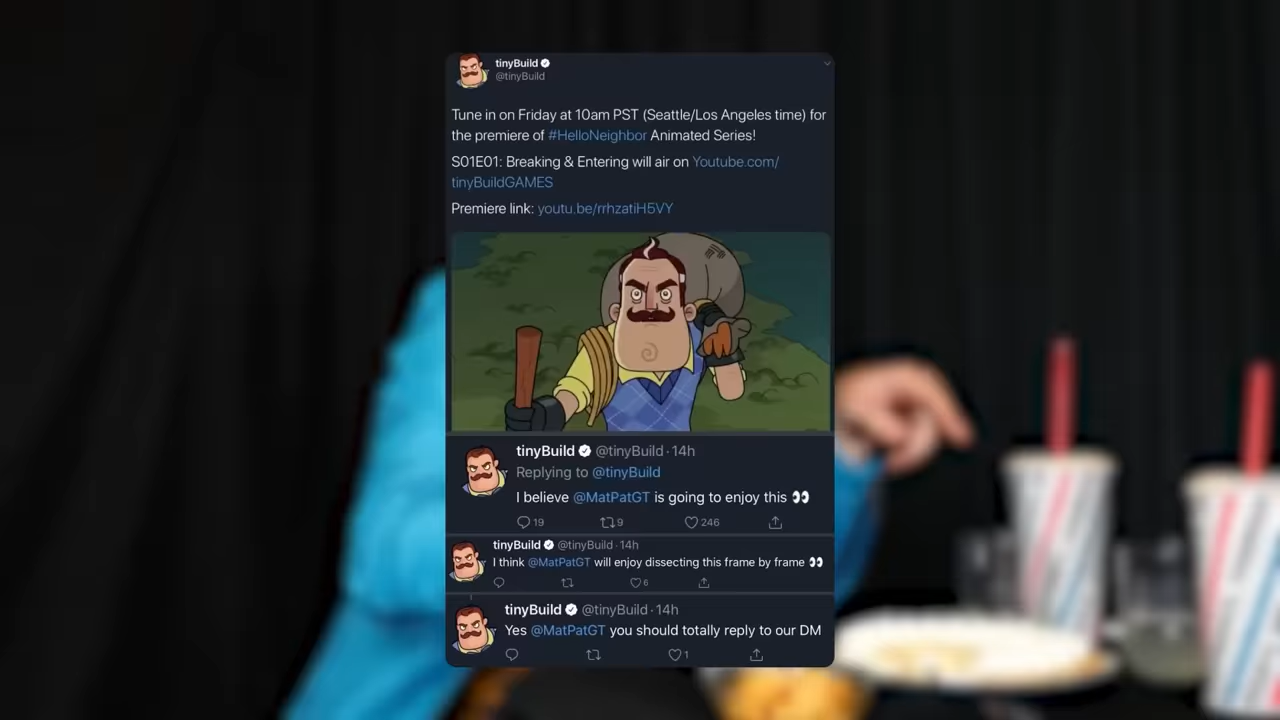 tinyBuild
@tinyBuild
Tune in on Friday at 10am PST (Seattle/Los Angeles time) for
the premiere of #HelloNeighbor Animated Series!
S01E01: Breaking & Entering will air on Youtube.com/
tinyBuildGAMES
Premiere link: youtu.be/rrhzatiH5VY
tinyBuild @tinyBuild · 14h
Replying to @tinyBuild
I believe @MatPatGT is going to enjoy this 👀
19 9 246
tinyBuild @tinyBuild · 14h
I think @MatPatGT will enjoy dissecting this frame by frame 👀
6
tinyBuild @tinyBuild · 14h
Yes @MatPatGT you should totally reply to our DM
1